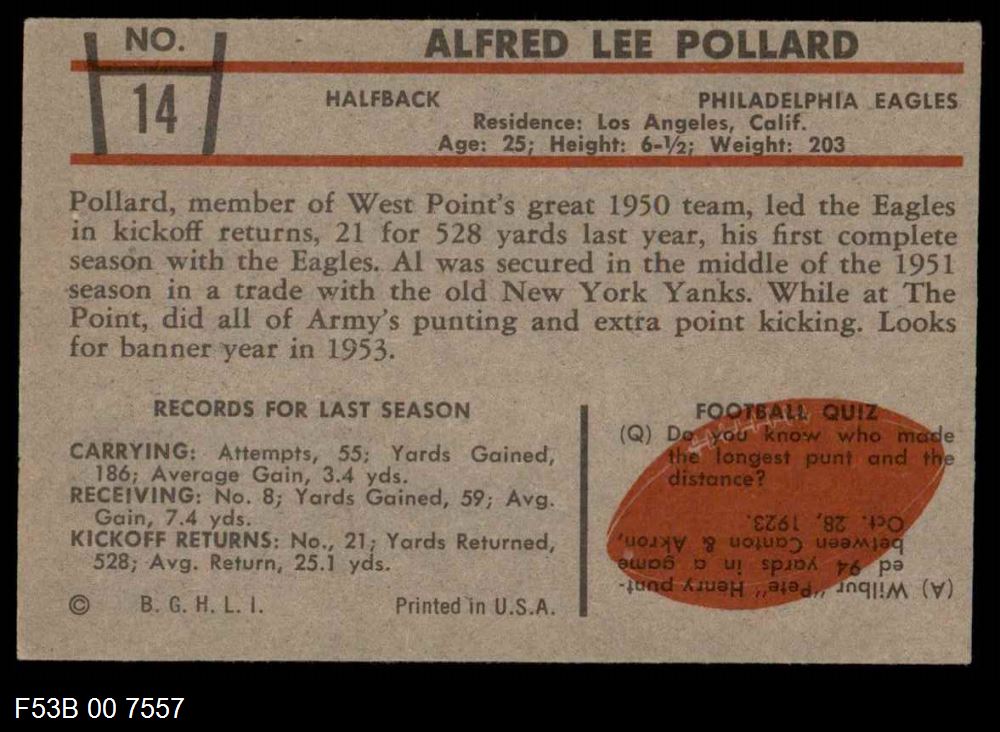 NO.
14
ALFRED LEE POLLARD
HALFBACK PHILADELPHIA EAGLES
Residence: Los Angeles, Calif.
Age: 25; Height: 6-½; Weight: 203
Pollard, member of West Point's great 1950 team, led the Eagles
in kickoff returns, 21 for 528 yards last year, his first complete
season with the Eagles. Al was secured in the middle of the 1951
season in a trade with the old New York Yanks. While at The
Point, did all of Army's punting and extra point kicking. Looks
for banner year in 1953.
RECORDS FOR LAST SEASON
CARRYING: Attempts, 55; Yards Gained,
186; Average Gain, 3.4 yds.
RECEIVING: No. 8; Yards Gained, 59; Avg.
Gain, 7.4 yds.
KICKOFF RETURNS: No., 21; Yards Returned,
528; Avg. Return, 25.1 yds.
© B. G. H. L. I. Printed in U.S.A.
FOOTBALL QUIZ
(Q) Do you know who made
the longest punt and the
distance?
(A) Wilbur "Pete" Henry punt-
ed 94 yards in a game
between Canton & Akron,
Oct. 28, 1923.
F53B 00 7557